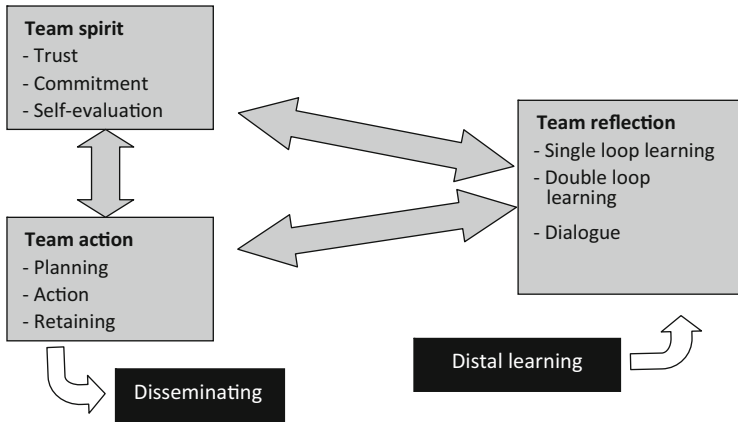 Team spirit
- Trust
- Commitment
- Self-evaluation
Team reflection
- Single loop learning
- Double loop
learning
- Dialogue
Team action
- Planning
- Action
- Retaining
Distal learning
Disseminating